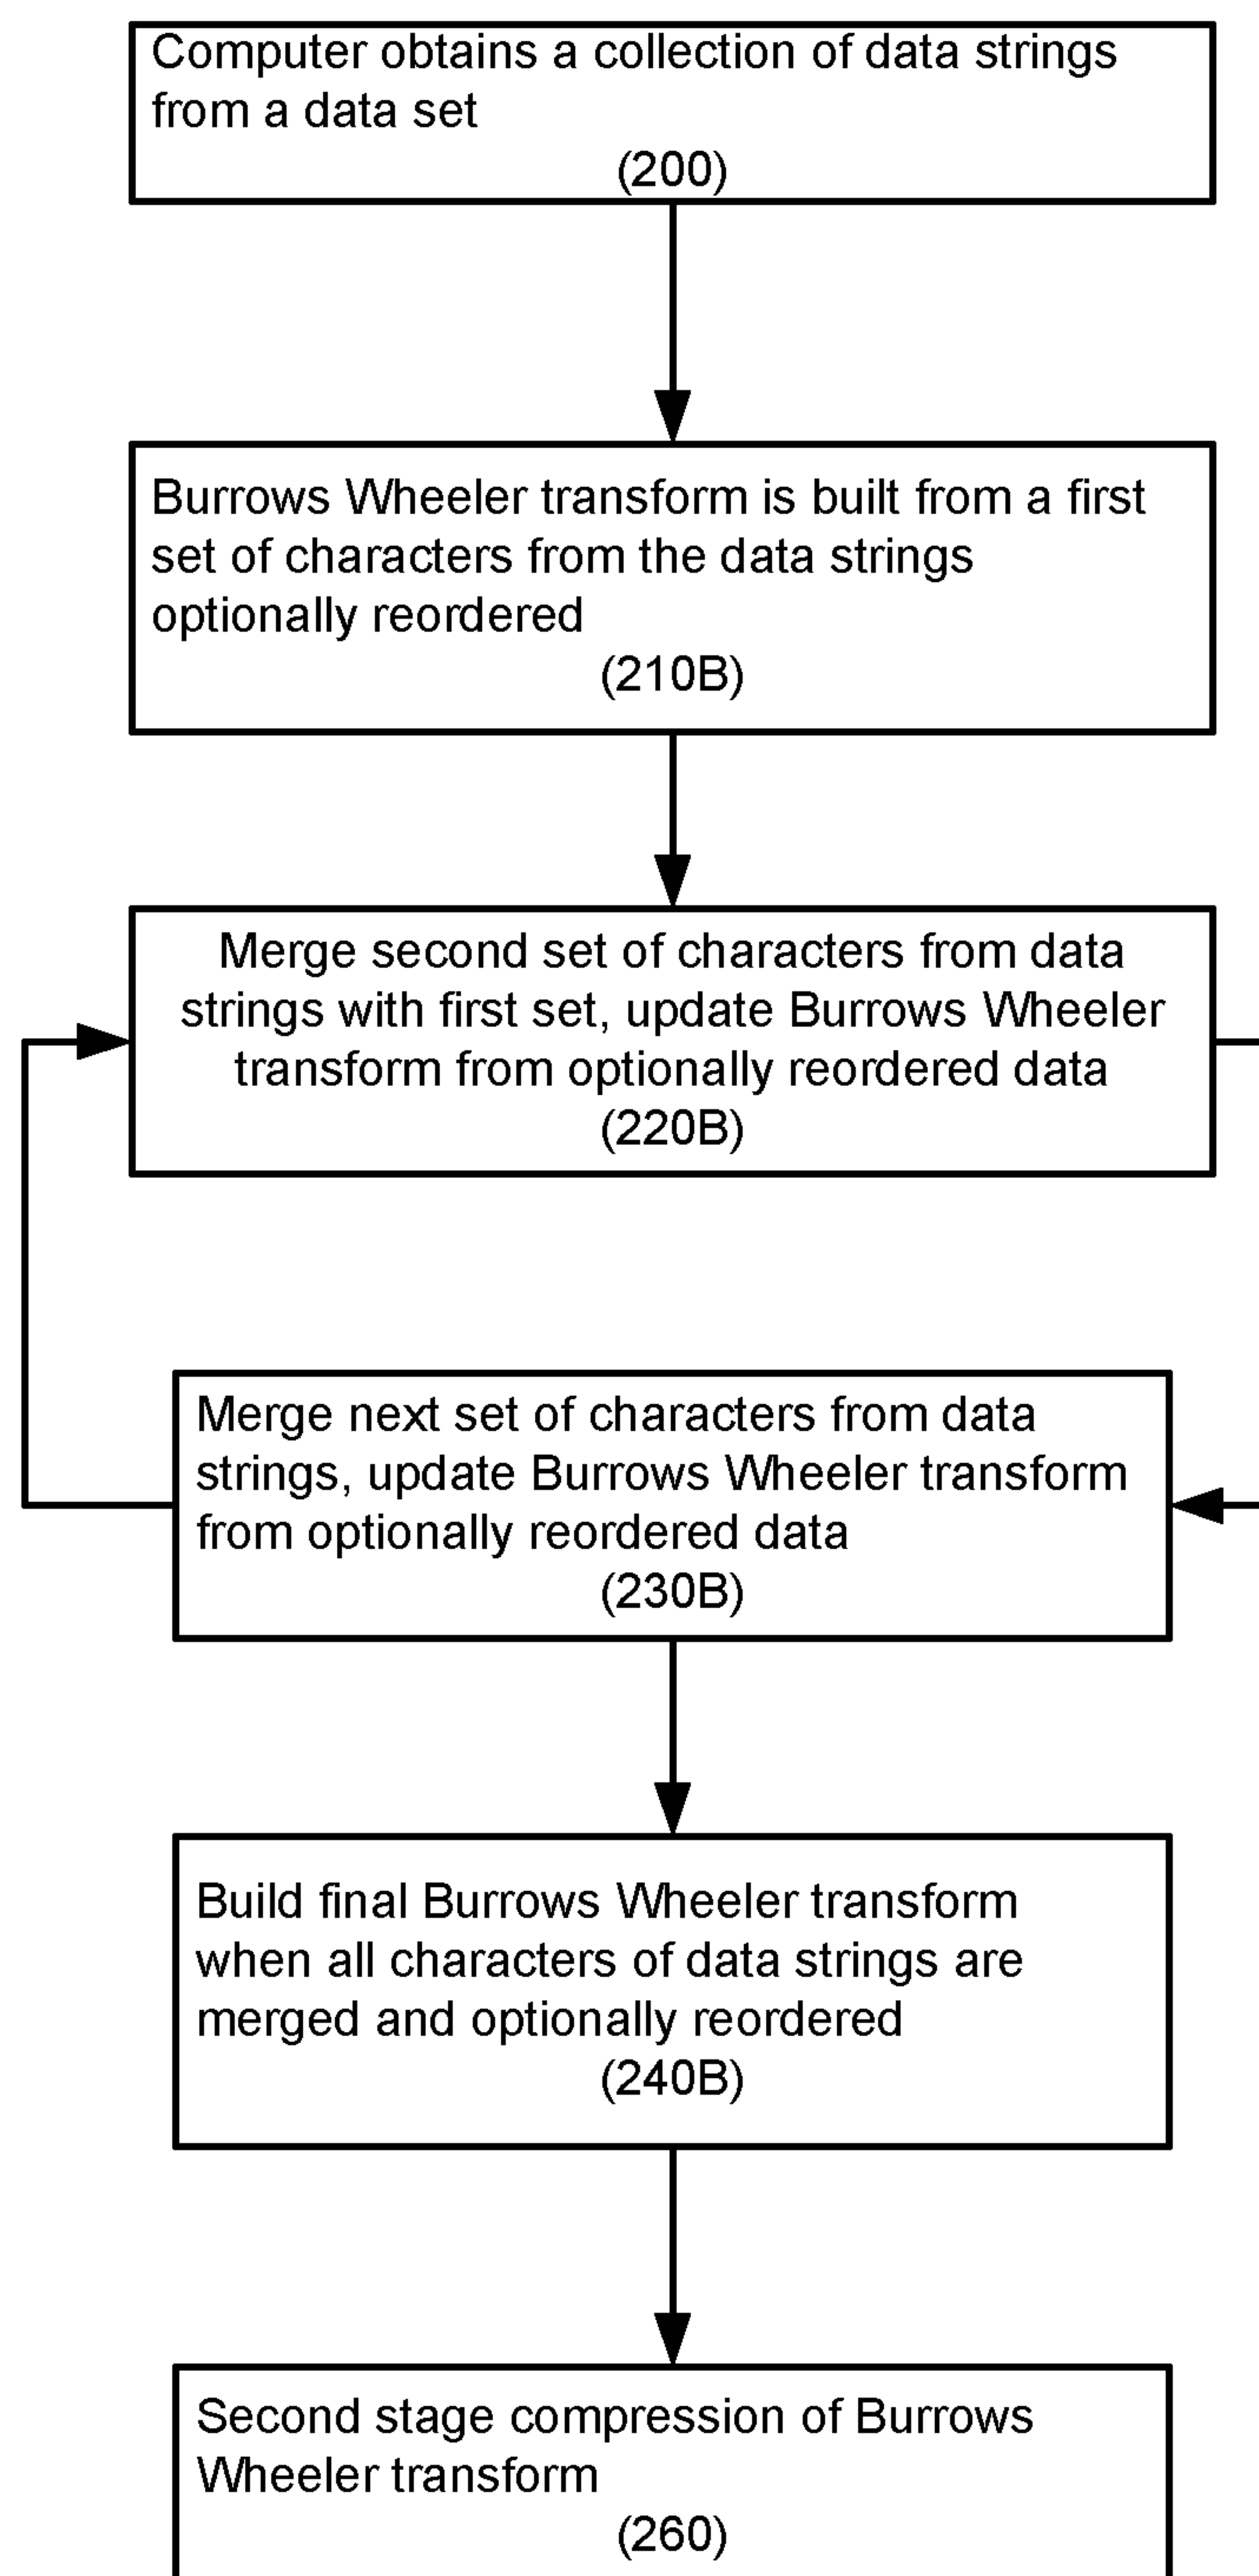 Computer obtains a collection of data strings
from a data set
(200)
Burrows Wheeler transform is built from a first
set of characters from the data strings
optionally reordered
(210B)
Merge second set of characters from data
strings with first set, update Burrows Wheeler
transform from optionally reordered data
(220B)
Merge next set of characters from data
strings, update Burrows Wheeler transform
from optionally reordered data
(230B)
Build final Burrows Wheeler transform
when all characters of data strings are
merged and optionally reordered
(240B)
Second stage compression of Burrows
Wheeler transform
(260)